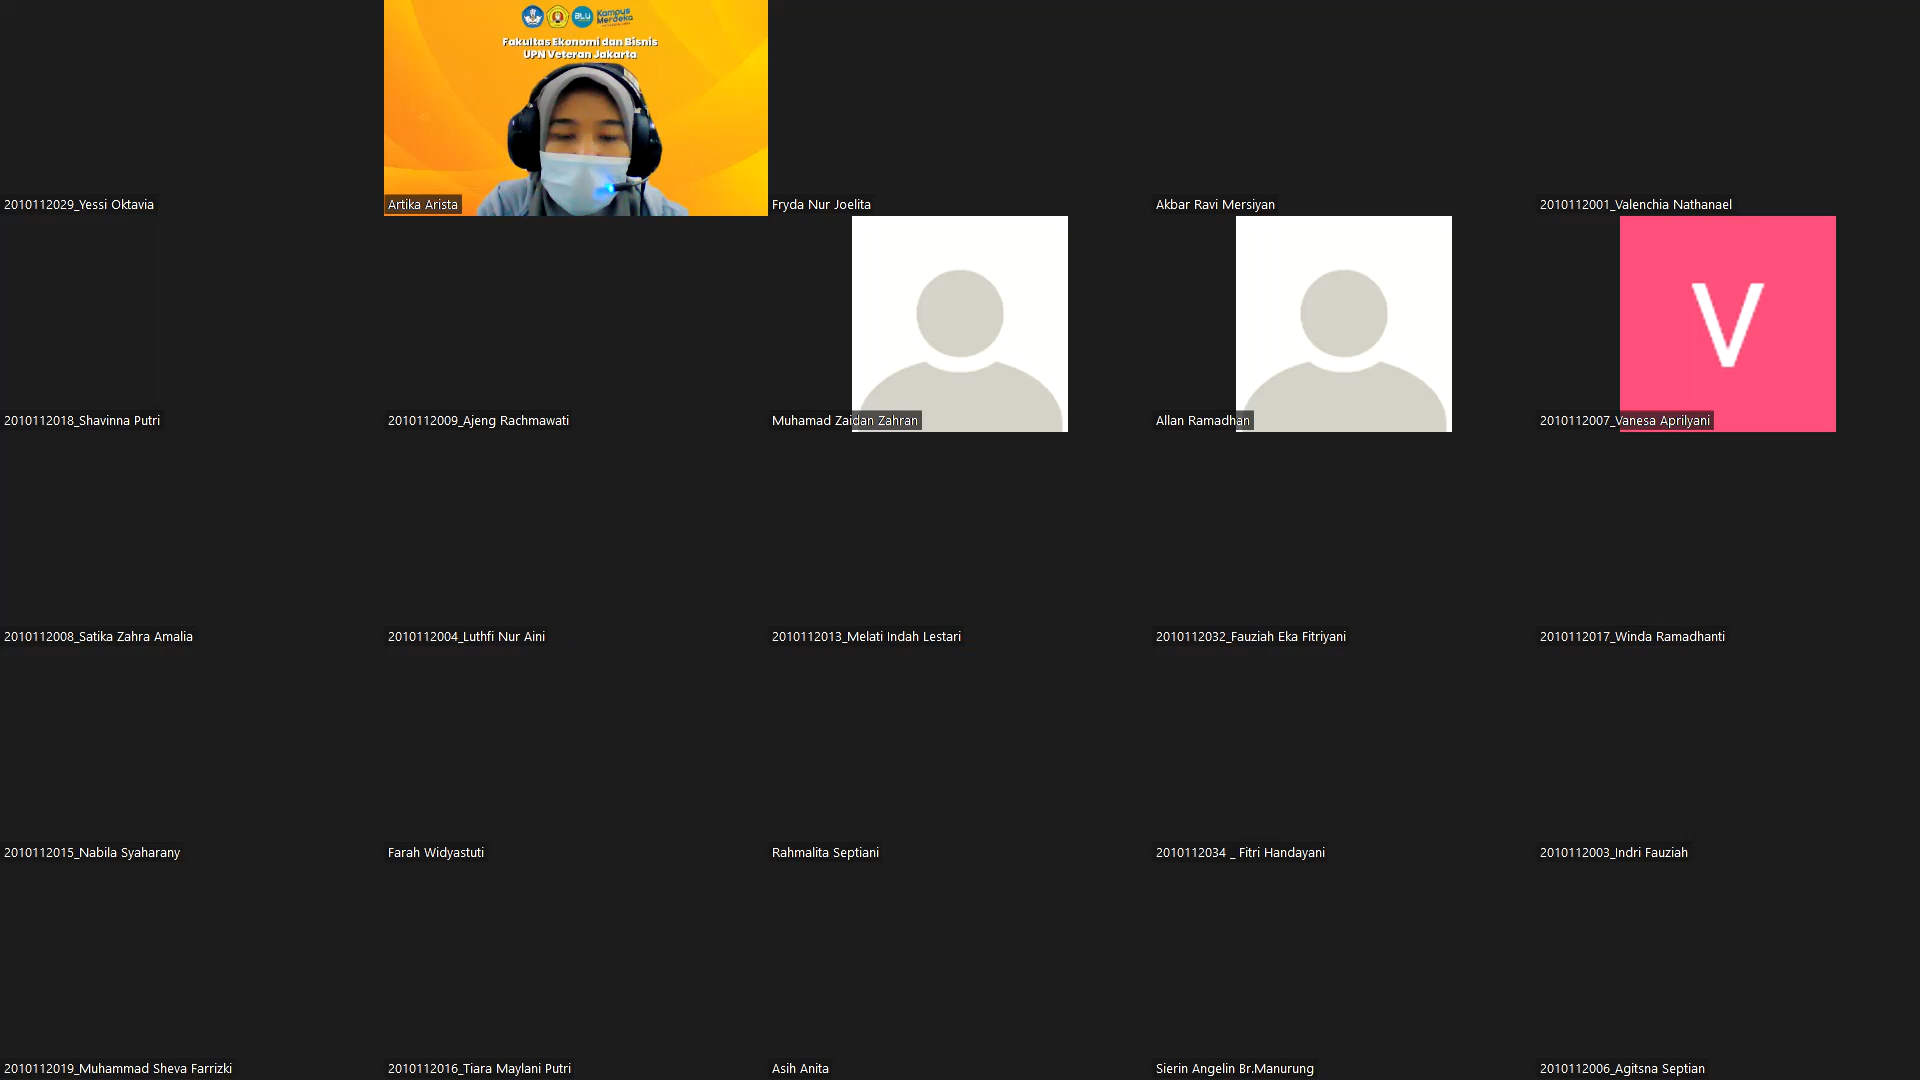 BLU
Kampus
Merdeka
Fakultas Ekonomi dan Bisnis
UPN Veteran Jakarta
2010112029_Yessi Oktavia
Artika Arista
Fryda Nur Joelita
Akbar Ravi Mersiyan
2010112001_Valenchia Nathanael
V
2010112018_Shavinna Putri
2010112009_Ajeng Rachmawati
Muhamad Zaidan Zahran
Allan Ramadhan
2010112007_Vanesa Aprilyani
2010112008_Satika Zahra Amalia
2010112004_Luthfi Nur Aini
2010112013_Melati Indah Lestari
2010112032_Fauziah Eka Fitriyani
2010112017_Winda Ramadhanti
2010112015_Nabila Syaharany
Farah Widyastuti
Rahmalita Septiani
2010112034 _ Fitri Handayani
2010112003_Indri Fauziah
2010112019_Muhammad Sheva Farrizki
2010112016_Tiara Maylani Putri
Asih Anita
Sierin Angelin Br.Manurung
2010112006_Agitsna Septian